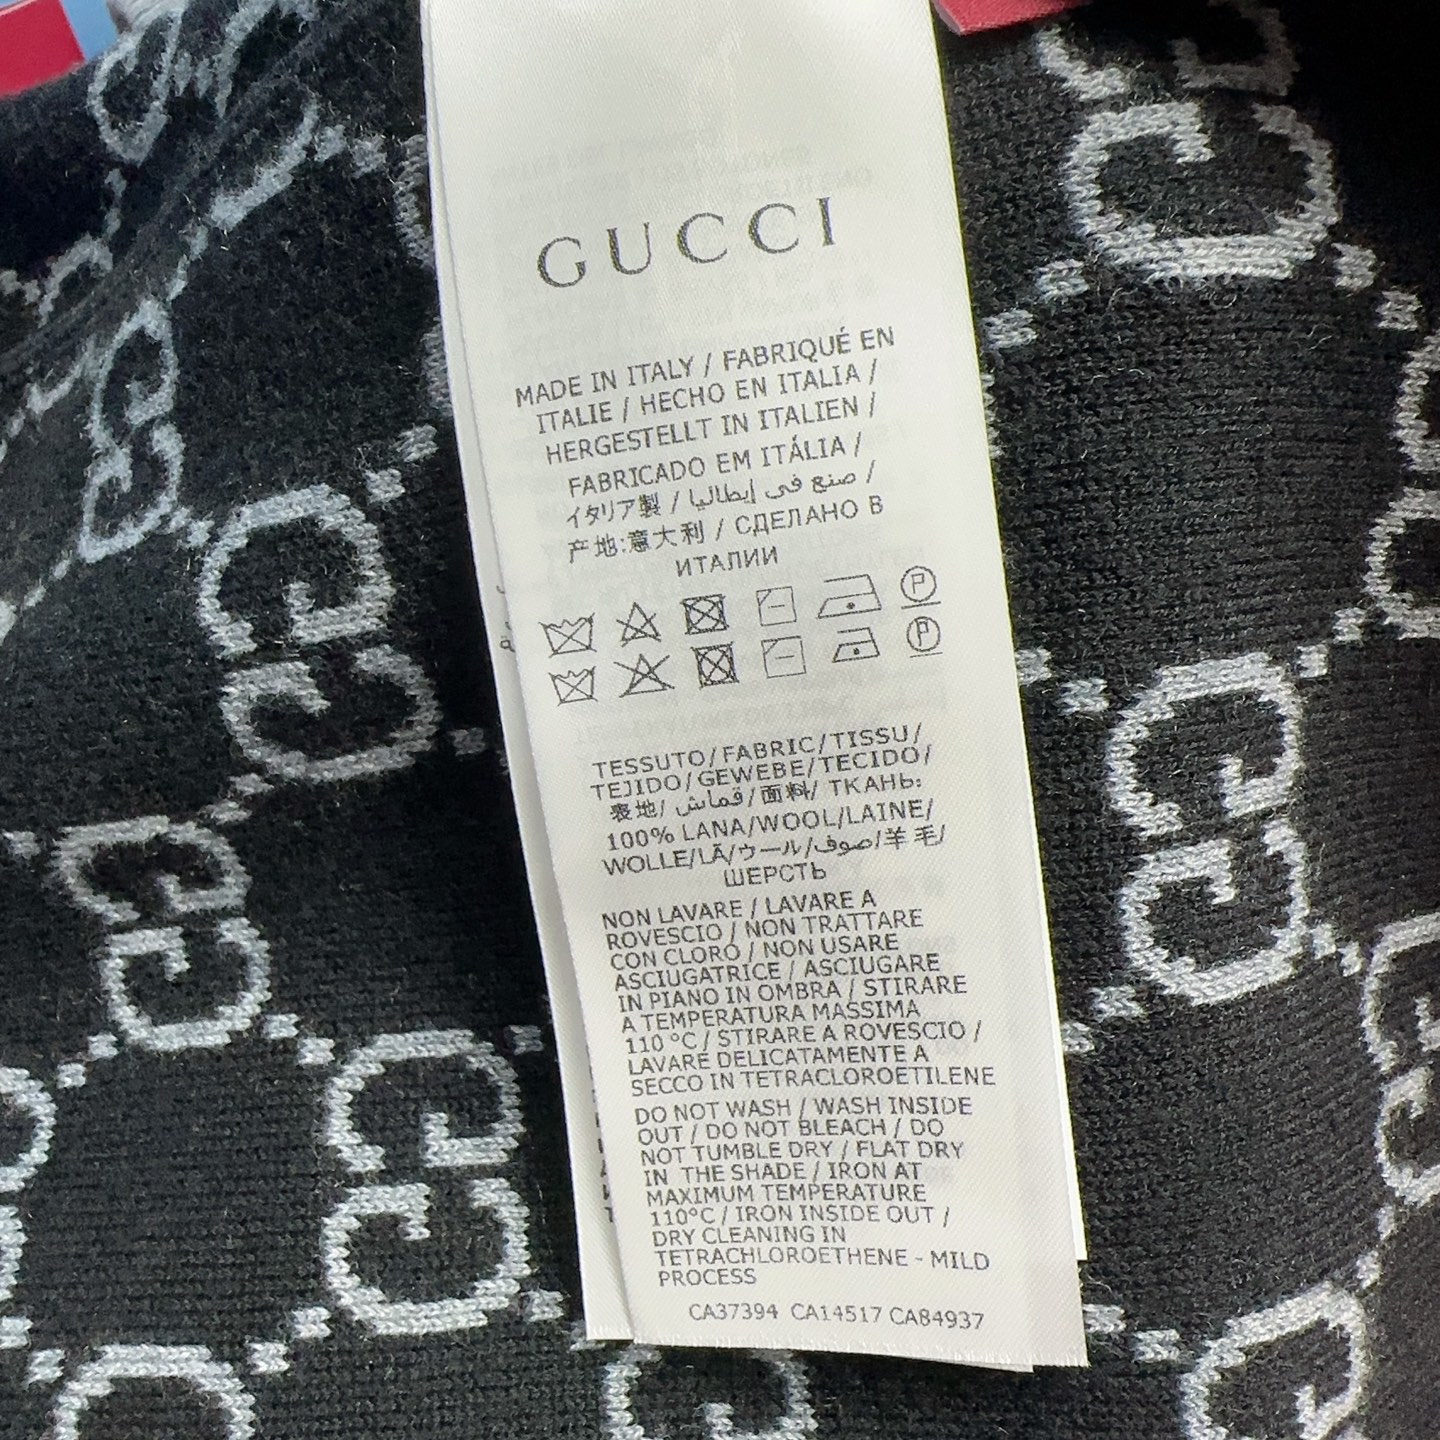 GUCCI
MADE IN ITALY / FABRIQUÉ EN
ITALIE / HECHO EN ITALIA /
HERGESTELLT IN ITALIEN /
FABRICADO EM ITÁLIA /
イタリア製 / صنع في إيطاليا /
产地:意大利 / СДЕЛАНО В
ИТАЛИИ
TESSUTO/FABRIC/TISSU/
TEJIDO/GEWEBE/TECIDO/
表地/ قماش/面料/ ТКАНЬ:
100% LANA/WOOL/LAINE/
WOLLE/LÃ/ウール/صوف/羊毛/
ШЕРСТЬ
NON LAVARE / LAVARE A
ROVESCIO / NON TRATTARE
CON CLORO / NON USARE
ASCIUGATRICE / ASCIUGARE
IN PIANO IN OMBRA / STIRARE
A TEMPERATURA MASSIMA
110 °C / STIRARE A ROVESCIO /
LAVARE DELICATAMENTE A
SECCO IN TETRACLOROETILENE
DO NOT WASH / WASH INSIDE
OUT / DO NOT BLEACH / DO
NOT TUMBLE DRY / FLAT DRY
IN THE SHADE / IRON AT
MAXIMUM TEMPERATURE
110°C / IRON INSIDE OUT /
DRY CLEANING IN
TETRACHLOROETHENE - MILD
PROCESS
CA37394 CA14517 CA84937